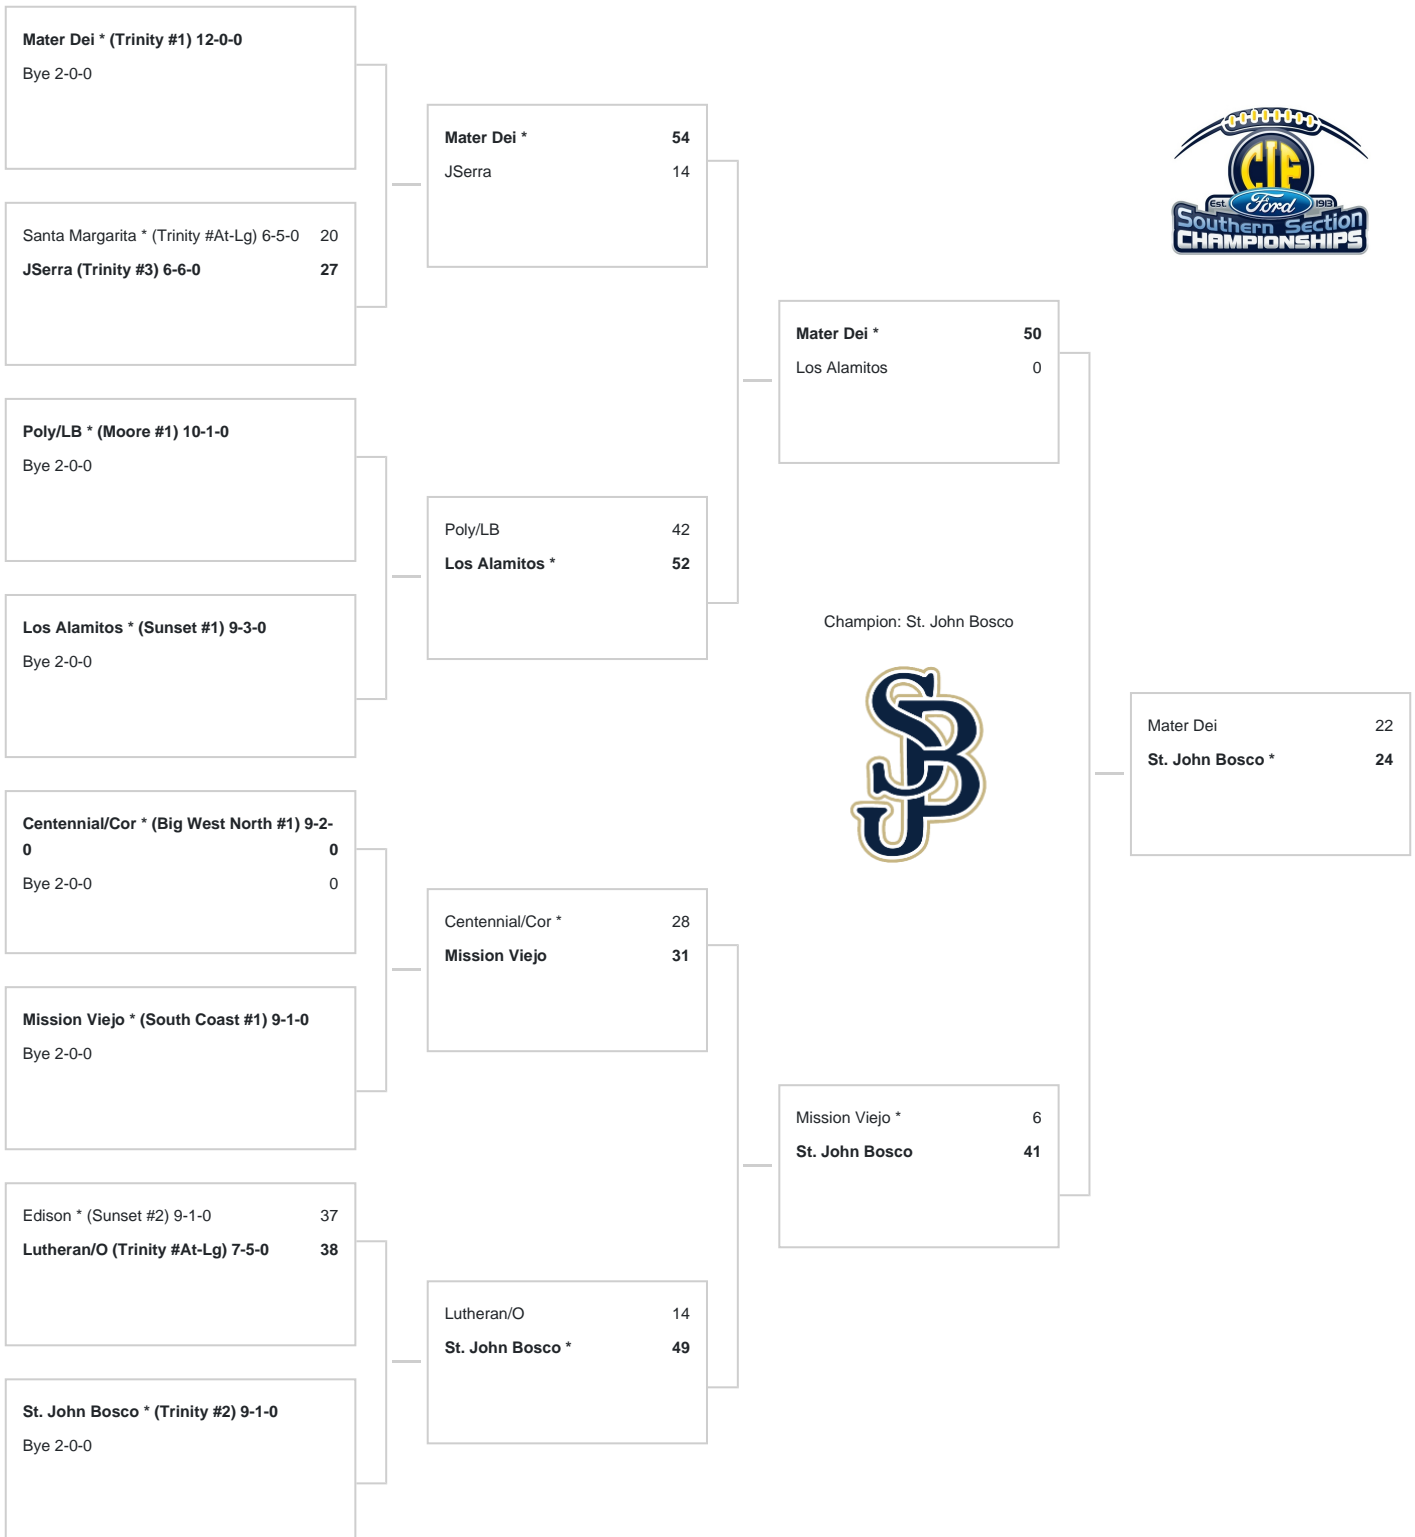 Mater Dei * (Trinity #1) 12-0-0
Bye 2-0-0
Santa Margarita * (Trinity #At-Lg) 6-5-0 20
JSerra (Trinity #3) 6-6-0 27
Poly/LB * (Moore #1) 10-1-0
Bye 2-0-0
Los Alamitos * (Sunset #1) 9-3-0
Bye 2-0-0
Centennial/Cor * (Big West North #1) 9-2-
0 0
Bye 2-0-0 0
Mission Viejo * (South Coast #1) 9-1-0
Bye 2-0-0
Edison * (Sunset #2) 9-1-0 37
Lutheran/O (Trinity #At-Lg) 7-5-0 38
St. John Bosco * (Trinity #2) 9-1-0
Bye 2-0-0
Mater Dei * 54
JSerra 14
Poly/LB 42
Los Alamitos * 52
Centennial/Cor * 28
Mission Viejo 31
Lutheran/O 14
St. John Bosco * 49
Mater Dei * 50
Los Alamitos 0
Champion: St. John Bosco
SJB
Mission Viejo * 6
St. John Bosco 41
CIF
Est. Ford 1913
Southern Section
CHAMPIONSHIPS
Mater Dei 22
St. John Bosco * 24